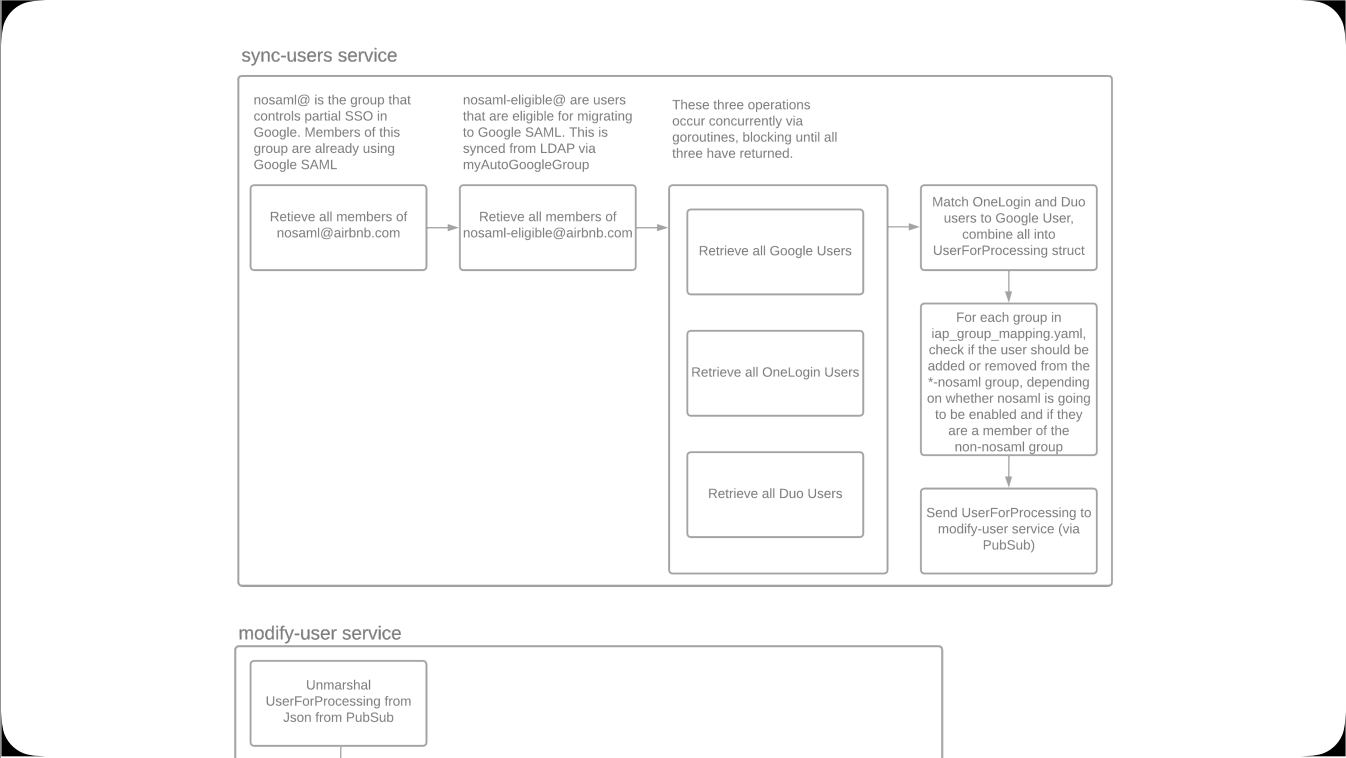 sync-users service
nosaml@ is the group that
controls partial SSO in
Google. Members of this
group are already using
Google SAML
nosaml-eligible@ are users
that are eligible for migrating
to Google SAML. This is
synced from LDAP via
myAutoGoogleGroup
These three operations
occur concurrently via
goroutines, blocking until all
three have returned.
Retieve all members of
nosaml@airbnb.com
Retieve all members of
nosaml-eligible@airbnb.com
Retrieve all Google Users
Retrieve all OneLogin Users
Retrieve all Duo Users
Match OneLogin and Duo
users to Google User,
combine all into
UserForProcessing struct
For each group in
iap_group_mapping.yaml,
check if the user should be
added or removed from the
*-nosaml group, depending
on whether nosaml is going
to be enabled and if they
are a member of the
non-nosaml group
Send UserForProcessing to
modify-user service (via
PubSub)
modify-user service
Unmarshal
UserForProcessing from
Json from PubSub